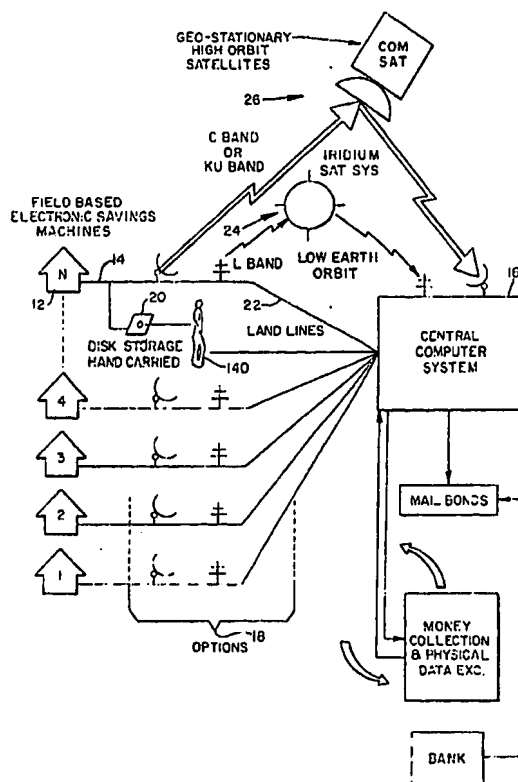 GEO-STATIONARY
HIGH ORBIT
SATELLITES
COM
SAT
26
C BAND
OR
KU BAND
IRIDIUM
SAT SYS
FIELD BASED
ELECTRONIC SAVINGS
MACHINES
24
N
14
L BAND
LOW EARTH
ORBIT
12
20
22
16
DISK STORAGE
HAND CARRIED
LAND LINES
140
CENTRAL
COMPUTER
SYSTEM
4
3
2
1
MAIL BONDS
OPTIONS
18
MONEY
COLLECTION
& PHYSICAL
DATA EXC.
BANK